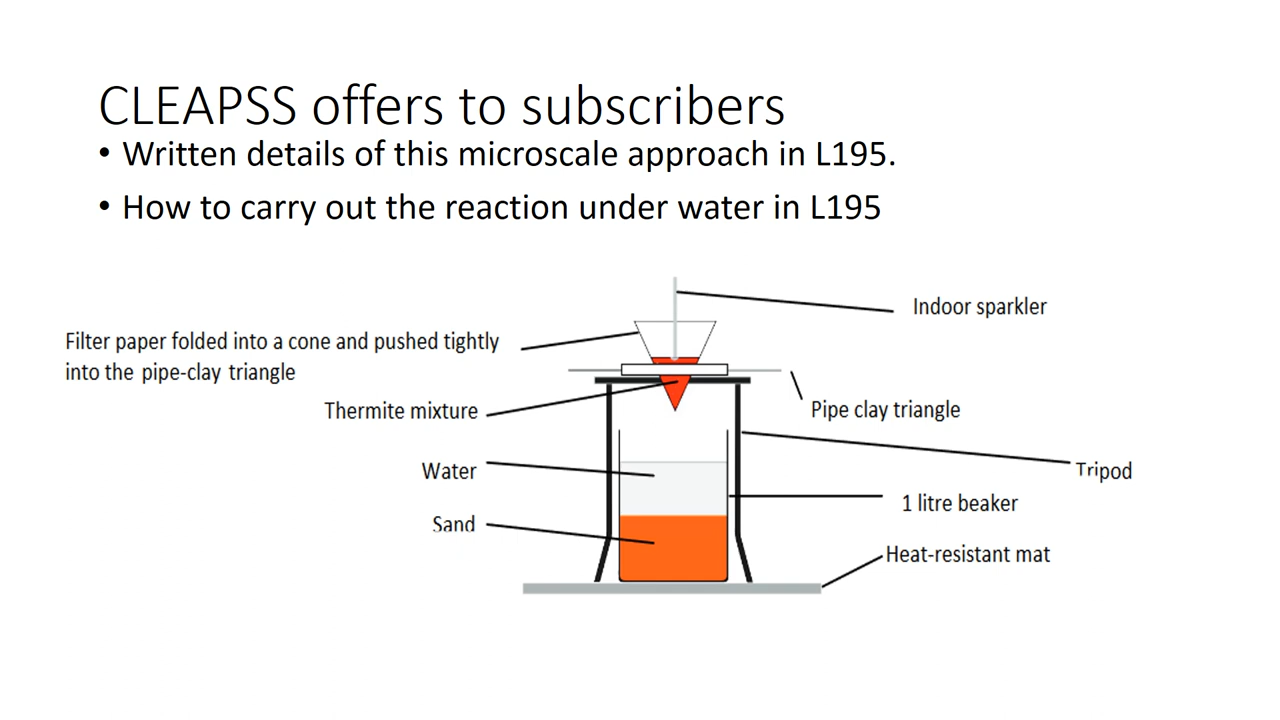 CLEAPSS offers to subscribers
• Written details of this microscale approach in L195.
• How to carry out the reaction under water in L195
Indoor sparkler
Filter paper folded into a cone and pushed tightly
into the pipe-clay triangle
Thermite mixture
Pipe clay triangle
Water
Tripod
1 litre beaker
Sand
Heat-resistant mat